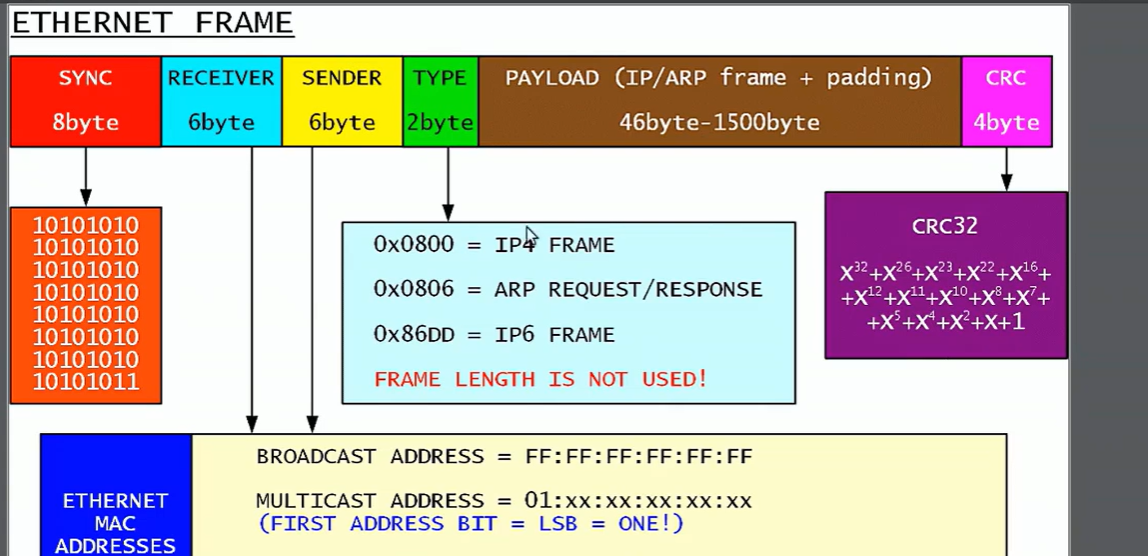 ETHERNET FRAME
SYNC RECEIVER SENDER TYPE PAYLOAD (IP/ARP frame + padding) CRC
8byte 6byte 6byte 2byte 46byte-1500byte 4byte
10101010
10101010
10101010
10101010
10101010
10101010
10101010
10101011
0x0800 = IP4 FRAME
0x0806 = ARP REQUEST/RESPONSE
0x86DD = IP6 FRAME
FRAME LENGTH IS NOT USED!
CRC32
X³²+X²⁶+X²³+X²²+X¹⁶+
+X¹²+X¹¹+X¹⁰+X⁸+X⁷+
+X⁵+X⁴+X²+X+1
ETHERNET
MAC
ADDRESSES
BROADCAST ADDRESS = FF:FF:FF:FF:FF:FF
MULTICAST ADDRESS = 01:xx:xx:xx:xx:xx
(FIRST ADDRESS BIT = LSB = ONE!)